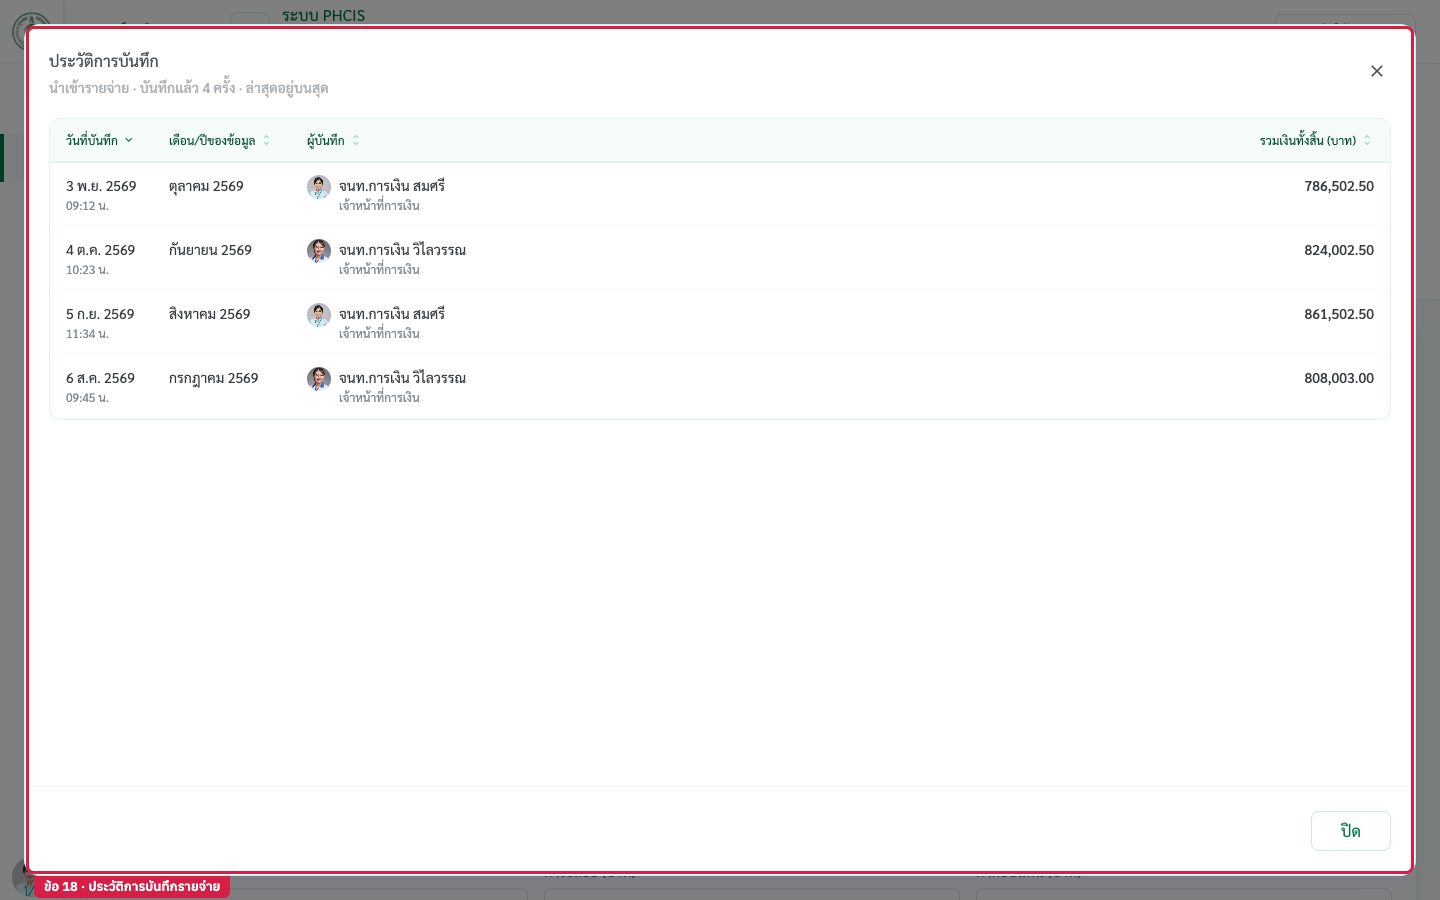 ระบบ PHCIS
ประวัติการบันทึก
นำเข้ารายจ่าย · บันทึกแล้ว 4 ครั้ง · ล่าสุดอยู่บนสุด
วันที่บันทึก เดือน/ปีของข้อมูล ผู้บันทึก รวมเงินทั้งสิ้น (บาท)
3 พ.ย. 2569 ตุลาคม 2569 จนท.การเงิน สมศรี 786,502.50
09:12 น. เจ้าหน้าที่การเงิน
4 ต.ค. 2569 กันยายน 2569 จนท.การเงิน วิไลวรรณ 824,002.50
10:23 น. เจ้าหน้าที่การเงิน
5 ก.ย. 2569 สิงหาคม 2569 จนท.การเงิน สมศรี 861,502.50
11:34 น. เจ้าหน้าที่การเงิน
6 ส.ค. 2569 กรกฎาคม 2569 จนท.การเงิน วิไลวรรณ 808,003.00
09:45 น. เจ้าหน้าที่การเงิน
ปิด
ข้อ 18 · ประวัติการบันทึกรายจ่าย